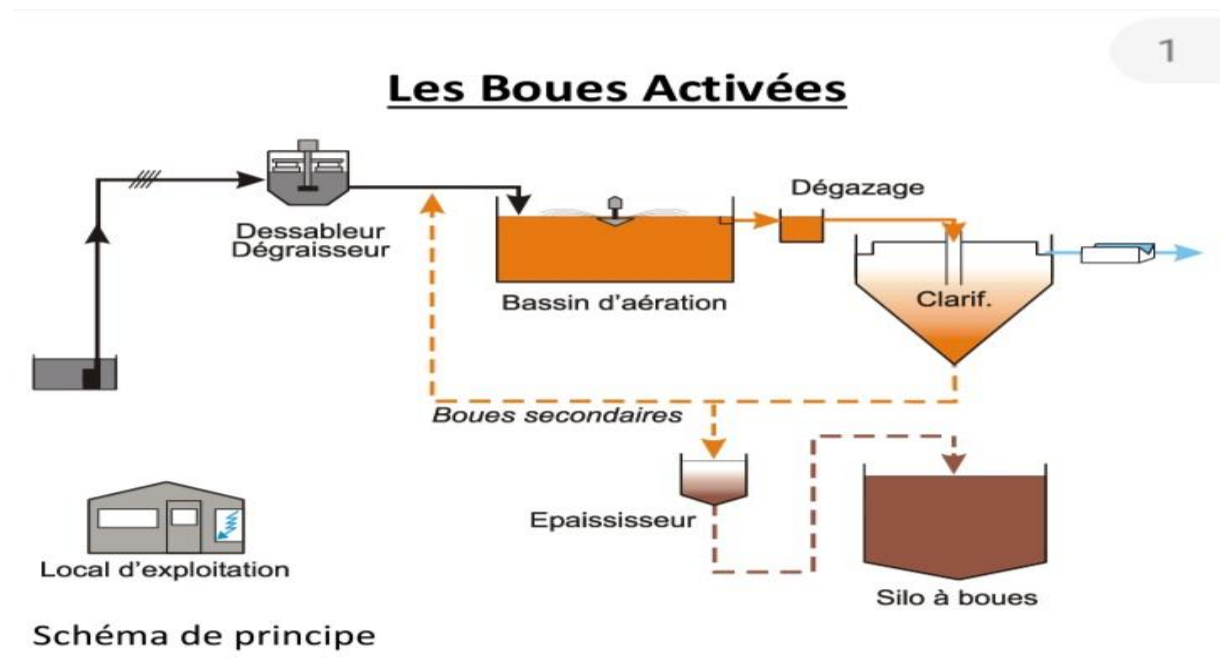 1
Les Boues Activées
Dégazage
Dessableur
Dégraisseur
Bassin d'aération
Clarif.
Boues secondaires
Epaississeur
Local d'exploitation
Silo à boues
Schéma de principe